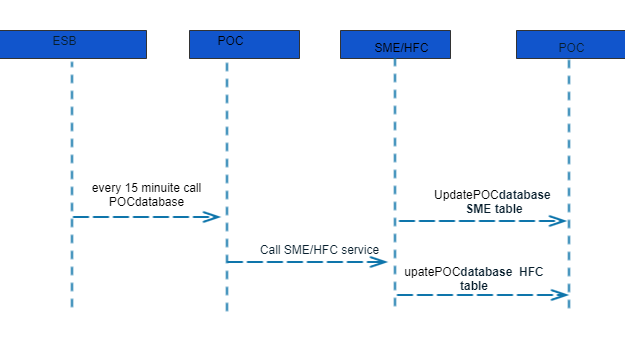 ESB
POC
SME/HFC
POC
every 15 minuite call
POCdatabase
UpdatePOCdatabase
SME table
Call SME/HFC service
upatePOCdatabase HFC
table